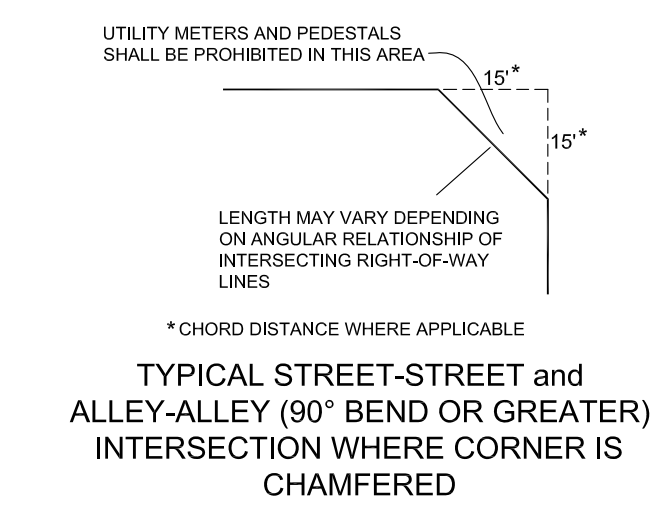 UTILITY METERS AND PEDESTALS
SHALL BE PROHIBITED IN THIS AREA
15'*
15'*
LENGTH MAY VARY DEPENDING
ON ANGULAR RELATIONSHIP OF
INTERSECTING RIGHT-OF-WAY
LINES
* CHORD DISTANCE WHERE APPLICABLE
TYPICAL STREET-STREET and
ALLEY-ALLEY (90° BEND OR GREATER)
INTERSECTION WHERE CORNER IS
CHAMFERED